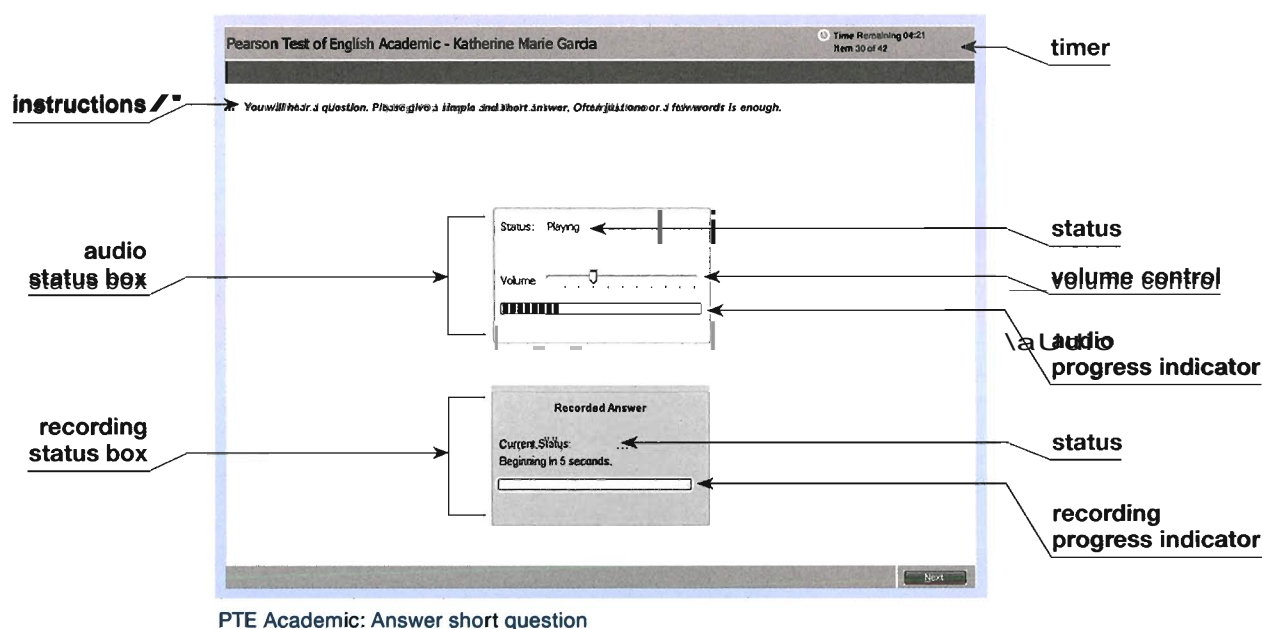 Pearson Test of English Academic - Katherine Marie Garda
Time Remaining 04:21
Item 30 of 42
timer
instructions
You will hear a question. Please give a simple and short answer. Often just one or a few words is enough.
audio
status box
Status: Playing
status
Volume
volume control
audio
progress indicator
recording
status box
Recorded Answer
Current Status:
Beginning in 5 seconds.
status
recording
progress indicator
Next
PTE Academic: Answer short question